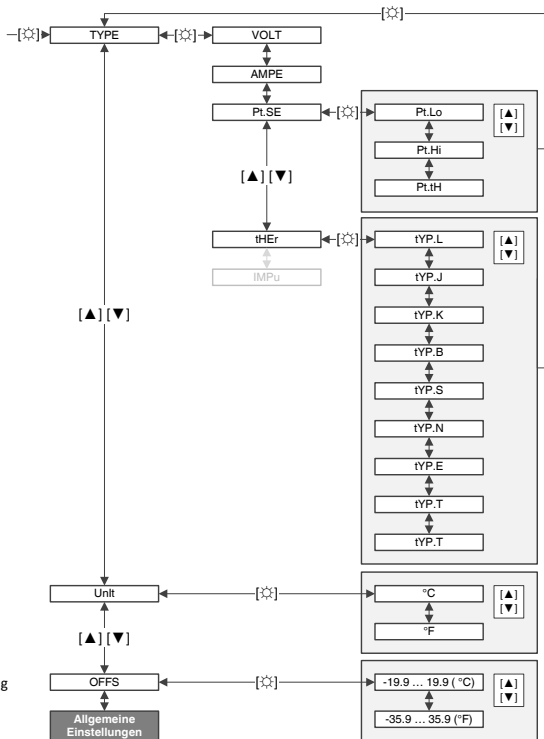 [☼]
[☼] TYPE [☼] VOLT
AMPE
Pt.SE [☼] Pt.Lo [▲]
[▼]
Pt.Hi
Pt.tH
[▲] [▼]
tHEr [☼] tYP.L [▲]
[▼]
IMPu
tYP.J
[▲] [▼]
tYP.K
tYP.B
tYP.S
tYP.N
tYP.E
tYP.T
tYP.T
UnIt [☼] °C [▲]
[▼]
°F
[▲] [▼]
g OFFS [☼] -19.9 ... 19.9 ( °C) [▲]
[▼]
-35.9 ... 35.9 (°F)
Allgemeine
Einstellungen